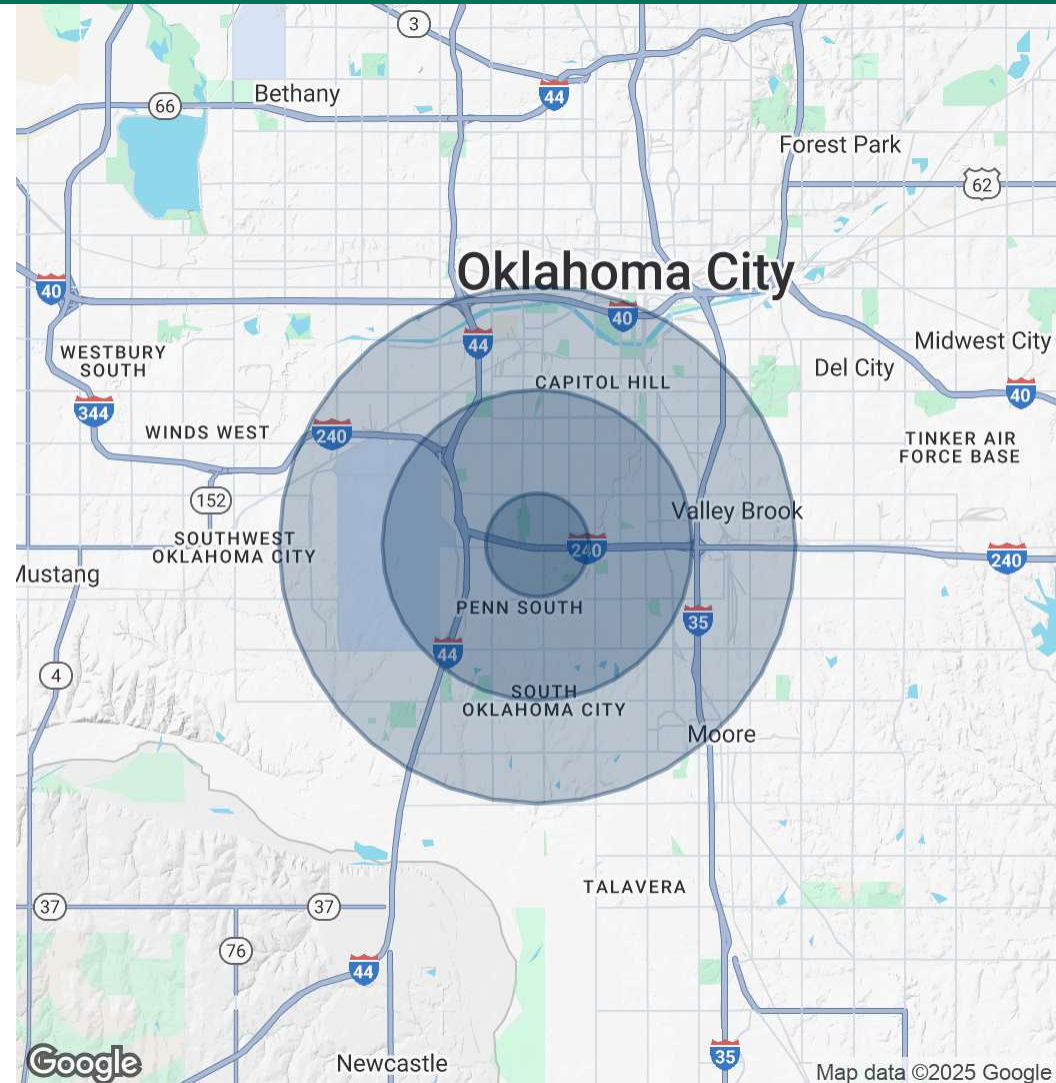 3
44
66
Bethany
Forest Park
62
Oklahoma City
40
40
44
WESTBURY
SOUTH
Midwest City
Del City
CAPITOL HILL
344
40
WINDS WEST
240
TINKER AIR
FORCE BASE
152
Valley Brook
SOUTHWEST
OKLAHOMA CITY
240
240
Mustang
PENN SOUTH
35
44
4
SOUTH
OKLAHOMA CITY
Moore
TALAVERA
37
37
76
44
35
Newcastle
Google
Map data ©2025 Google